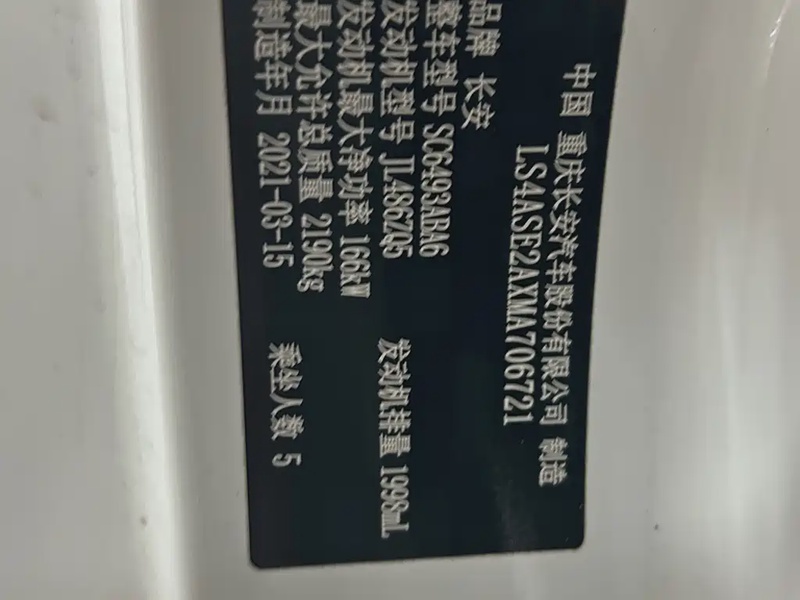 中国 重庆长安汽车股份有限公司 制造
LS4ASE2AXMA706721
品牌 长安
整车型号 SC6493ABA6
发动机型号 JL486ZQ5 发动机排量 1998mL
发动机最大净功率 166kW
最大允许总质量 2190kg
制造年月 2021-03-15 乘坐人数 5